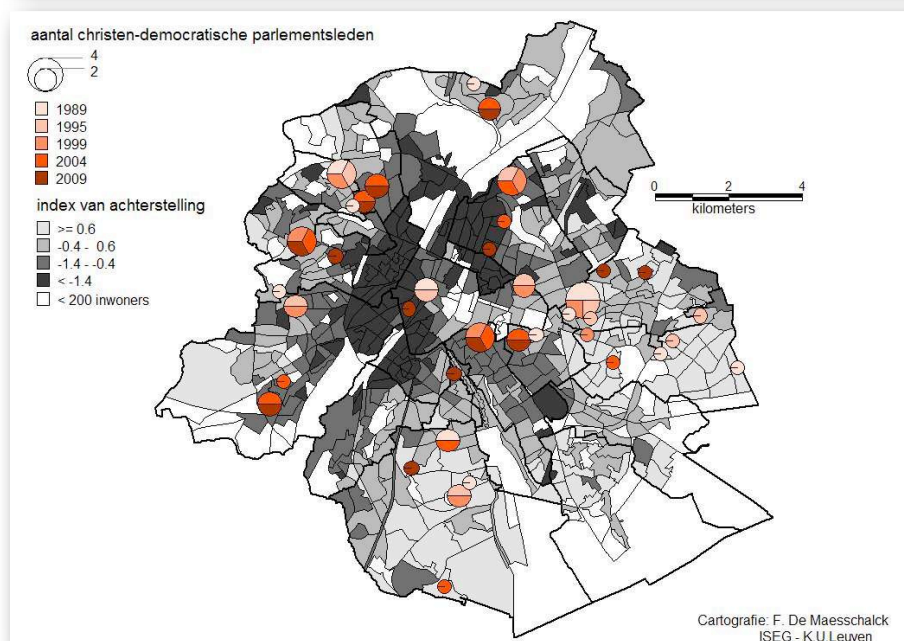 aantal christen-democratische parlementsleden
4
2
1989
1995
1999
2004
2009
index van achterstelling
>= 0.6
-0.4 - 0.6
-1.4 - -0.4
< -1.4
< 200 inwoners
0 2 4
kilometers
Cartografie: F. De Maesschalck
ISEG - K.U.Leuven